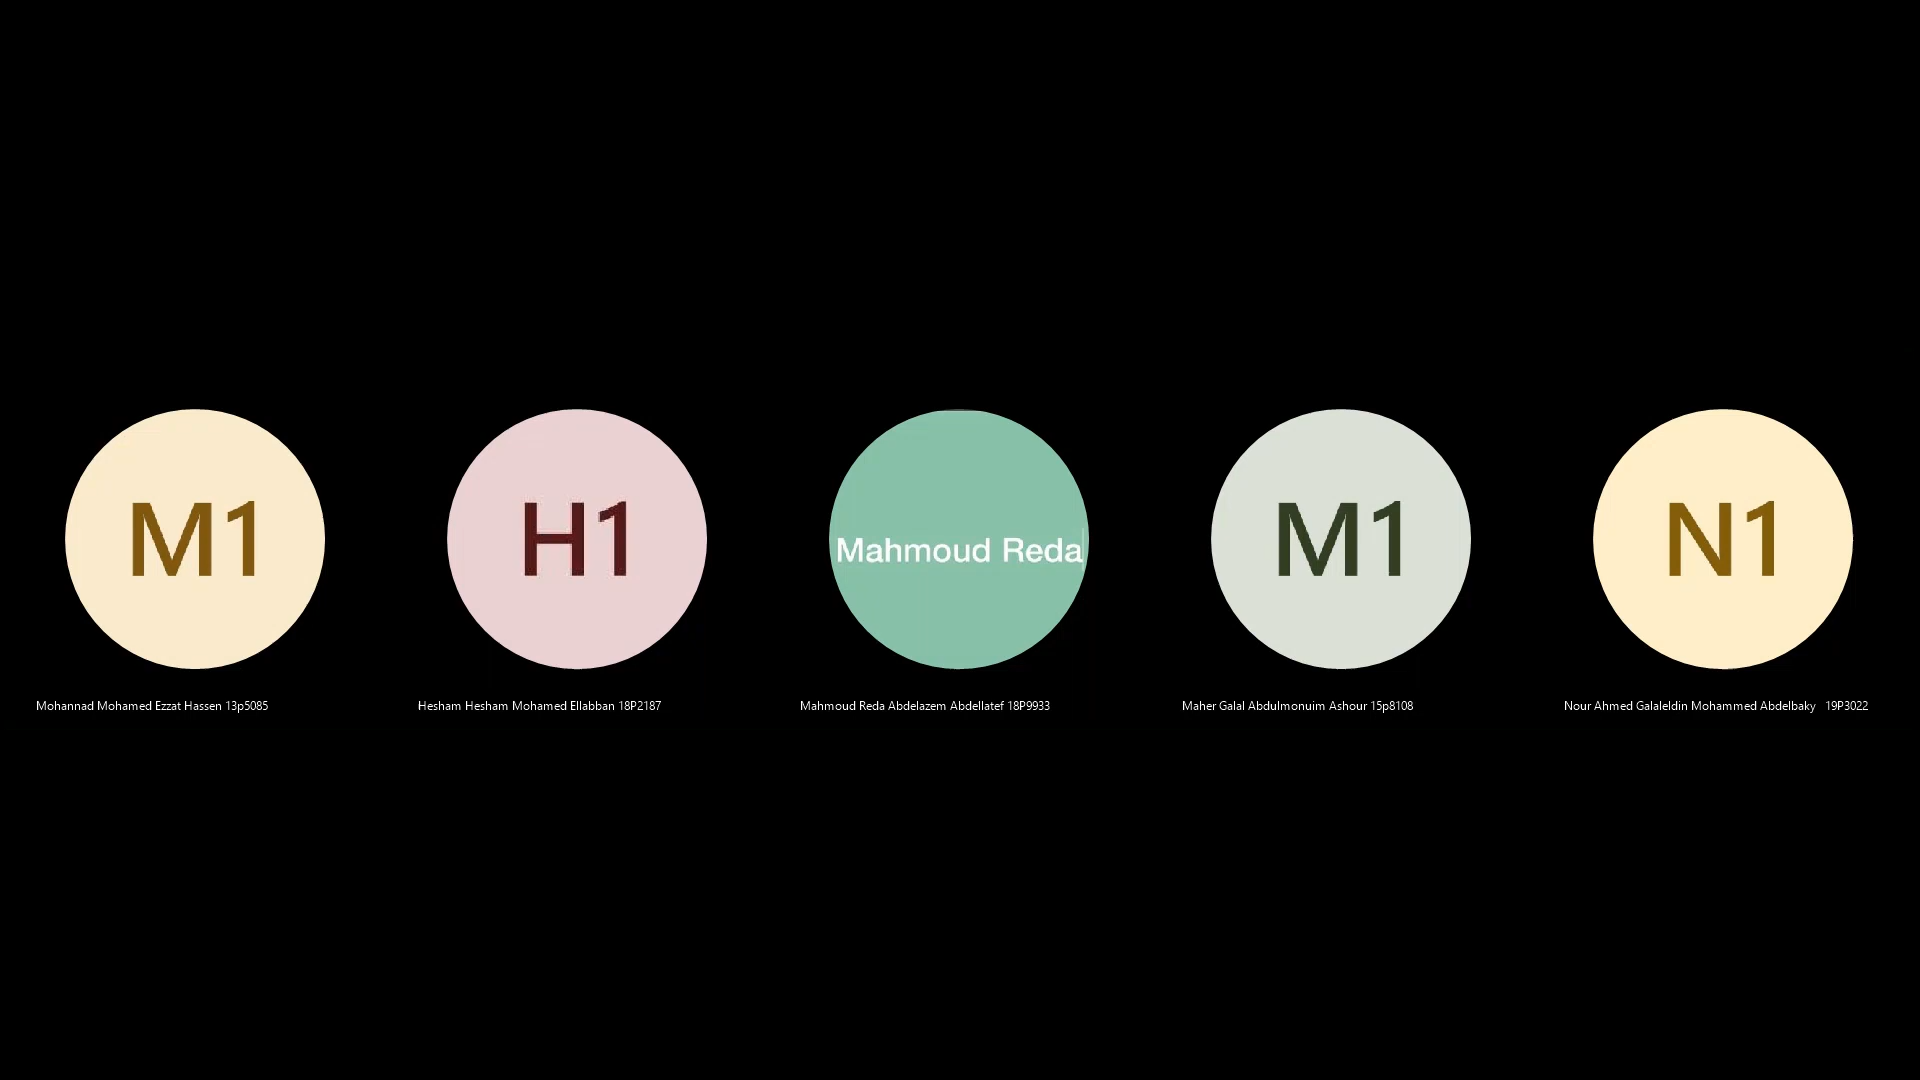 M1
H1
Mahmoud Reda
M1
N1
Mohannad Mohamed Ezzat Hassen 13p5085
Hesham Hesham Mohamed Ellabban 18P2187
Mahmoud Reda Abdelazem Abdellatef 18P9933
Maher Galal Abdulmonuim Ashour 15p8108
Nour Ahmed Galaleldin Mohammed Abdelbaky 19P3022